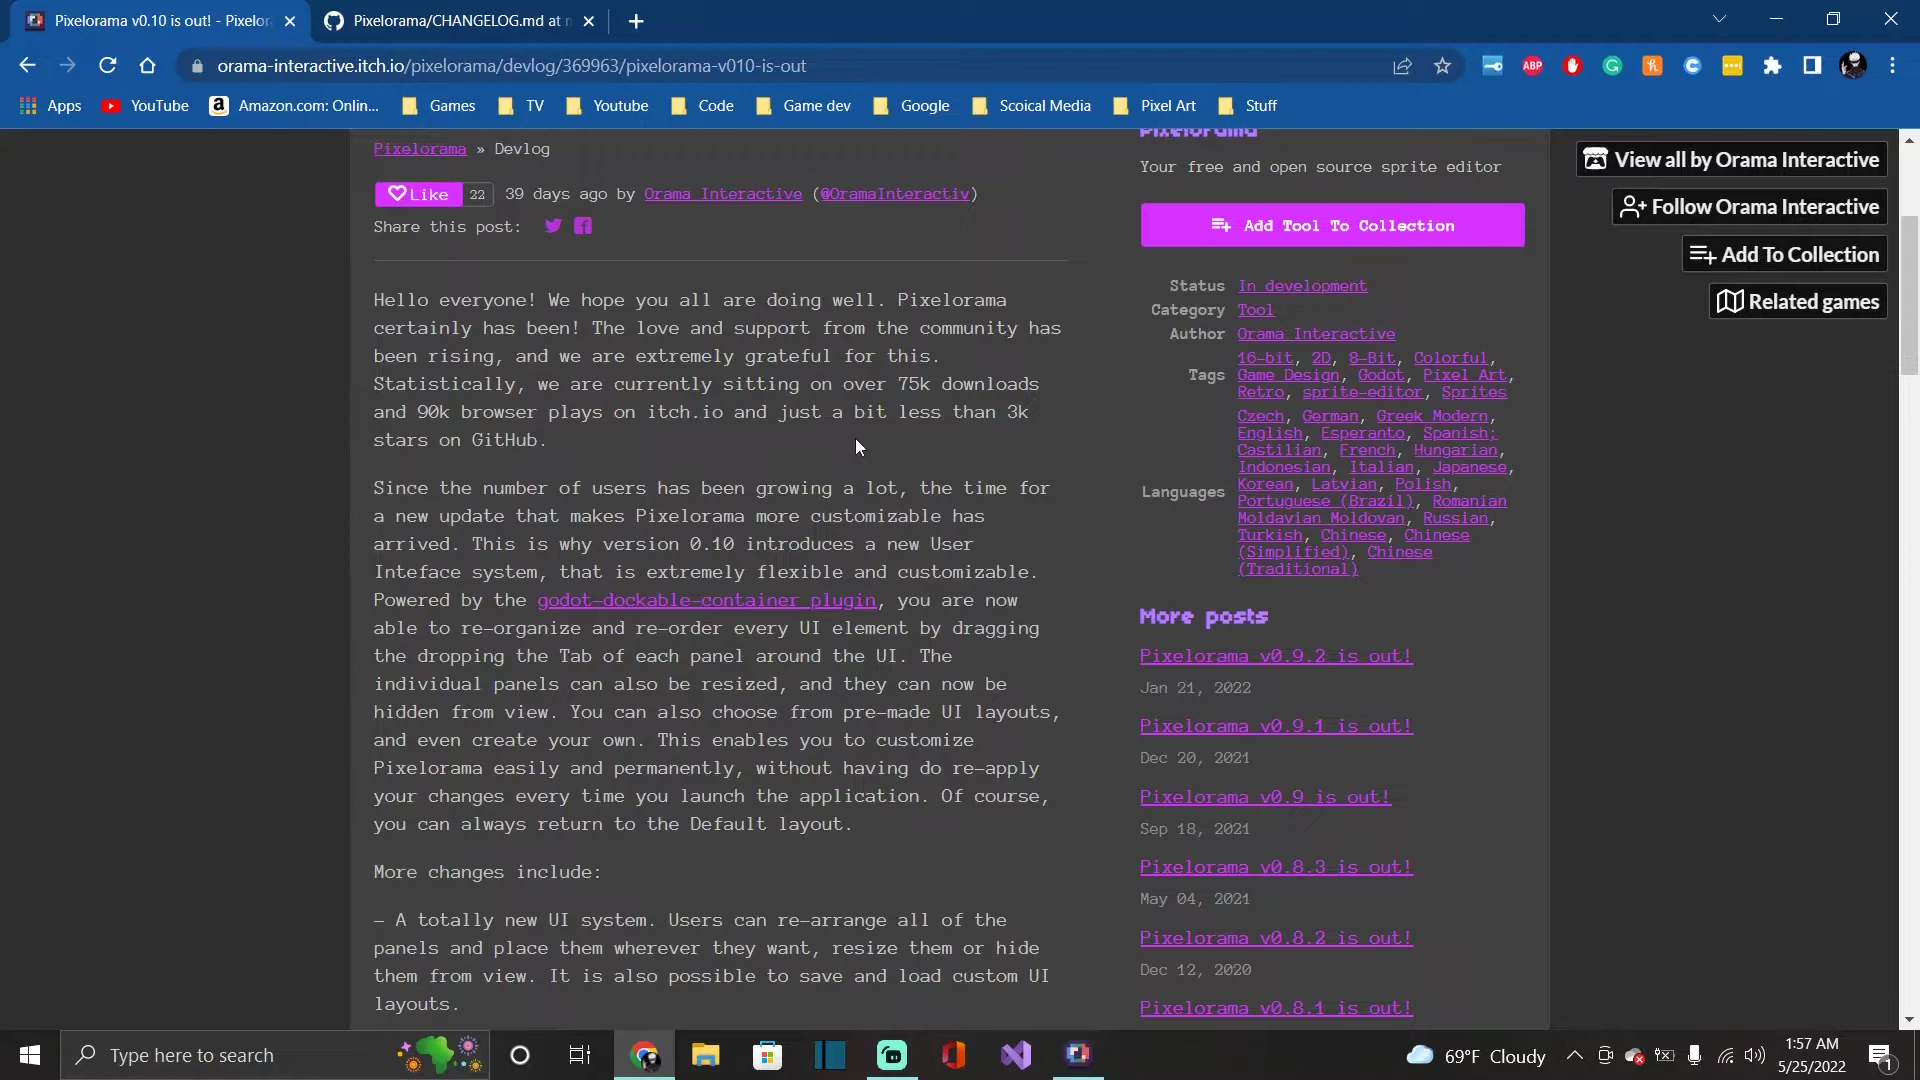 Pixelorama v0.10 is out! - Pixelor
Pixelorama/CHANGELOG.md at
orama-interactive.itch.io/pixelorama/devlog/369963/pixelorama-v010-is-out
ABP
Apps
YouTube
Amazon.com: Onlin...
Games
TV
Youtube
Code
Game dev
Google
Scoical Media
Pixel Art
Stuff
Pixelorama » Devlog
Like 22 39 days ago by Orama Interactive (@OramaInteractiv)
Share this post:
Hello everyone! We hope you all are doing well. Pixelorama
certainly has been! The love and support from the community has
been rising, and we are extremely grateful for this.
Statistically, we are currently sitting on over 75k downloads
and 90k browser plays on itch.io and just a bit less than 3k
stars on GitHub.
Since the number of users has been growing a lot, the time for
a new update that makes Pixelorama more customizable has
arrived. This is why version 0.10 introduces a new User
Inteface system, that is extremely flexible and customizable.
Powered by the godot-dockable-container plugin, you are now
able to re-organize and re-order every UI element by dragging
the dropping the Tab of each panel around the UI. The
individual panels can also be resized, and they can now be
hidden from view. You can also choose from pre-made UI layouts,
and even create your own. This enables you to customize
Pixelorama easily and permanently, without having do re-apply
your changes every time you launch the application. Of course,
you can always return to the Default layout.
More changes include:
- A totally new UI system. Users can re-arrange all of the
panels and place them wherever they want, resize them or hide
them from view. It is also possible to save and load custom UI
layouts.
Pixelorama
Your free and open source sprite editor
Add Tool To Collection
Status In development
Category Tool
Author Orama Interactive
Tags 16-bit, 2D, 8-Bit, Colorful,
Game Design, Godot, Pixel Art,
Retro, sprite-editor, Sprites
Languages Czech, German, Greek Modern,
English, Esperanto, Spanish;
Castilian, French, Hungarian,
Indonesian, Italian, Japanese,
Korean, Latvian, Polish,
Portuguese (Brazil), Romanian
Moldavian Moldovan, Russian,
Turkish, Chinese, Chinese
(Simplified), Chinese
(Traditional)
More posts
Pixelorama v0.9.2 is out!
Jan 21, 2022
Pixelorama v0.9.1 is out!
Dec 20, 2021
Pixelorama v0.9 is out!
Sep 18, 2021
Pixelorama v0.8.3 is out!
May 04, 2021
Pixelorama v0.8.2 is out!
Dec 12, 2020
Pixelorama v0.8.1 is out!
View all by Orama Interactive
Follow Orama Interactive
Add To Collection
Related games
Type here to search
69°F Cloudy
1:57 AM
5/25/2022
1